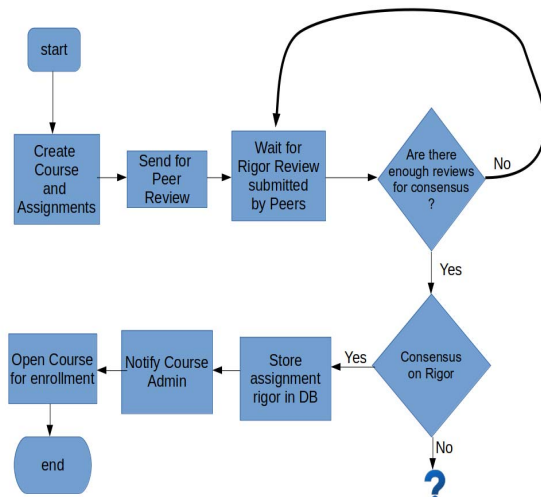 start
Create
Course
and
Assignments
Send for
Peer
Review
Wait for
Rigor Review
submitted
by Peers
Are there
enough reviews
for consensus
?
No
Yes
Consensus
on Rigor
Yes
Store
assignment
rigor in DB
Notify Course
Admin
Open Course
for enrollment
end
No
?